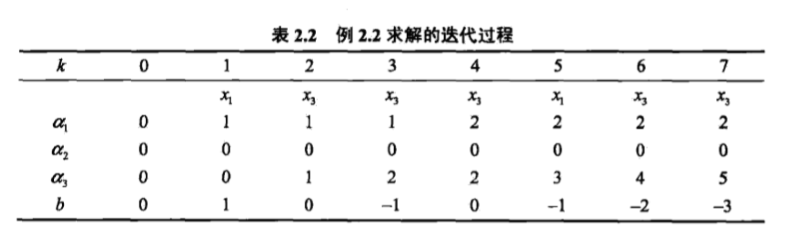 表 2.2 例 2.2 求解的迭代过程
k 0 1 2 3 4 5 6 7
x₁ x₃ x₃ x₃ x₁ x₃ x₃
α₁ 0 1 1 1 2 2 2 2
α₂ 0 0 0 0 0 0 0 0
α₃ 0 0 1 2 2 3 4 5
b 0 1 0 −1 0 −1 −2 −3